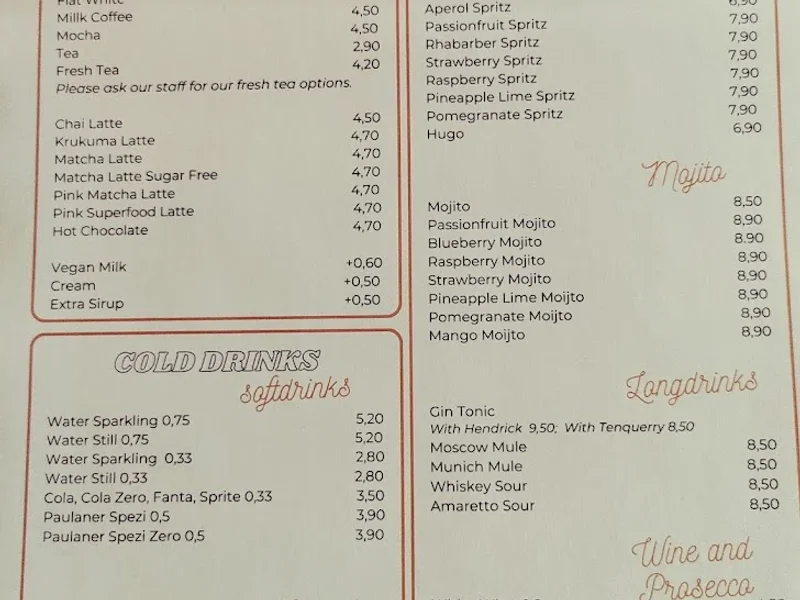 Flat White
Millk Coffee 4,50
Mocha 4,50
Tea 2,90
Fresh Tea 4,20
Please ask our staff for our fresh tea options.
Chai Latte 4,50
Krukuma Latte 4,70
Matcha Latte 4,70
Matcha Latte Sugar Free 4,70
Pink Matcha Latte 4,70
Pink Superfood Latte 4,70
Hot Chocolate 4,70
Vegan Milk +0,60
Cream +0,50
Extra Sirup +0,50
COLD DRINKS
softdrinks
Water Sparkling 0,75 5,20
Water Still 0,75 5,20
Water Sparkling 0,33 2,80
Water Still 0,33 2,80
Cola, Cola Zero, Fanta, Sprite 0,33 3,50
Paulaner Spezi 0,5 3,90
Paulaner Spezi Zero 0,5 3,90
Aperol Spritz 6,90
Passionfruit Spritz 7,90
Rhabarber Spritz 7,90
Strawberry Spritz 7,90
Raspberry Spritz 7,90
Pineapple Lime Spritz 7,90
Pomegranate Spritz 7,90
Hugo 6,90
Mojito
Mojito 8,50
Passionfruit Mojito 8,90
Blueberry Mojito 8.90
Raspberry Mojito 8,90
Strawberry Mojito 8,90
Pineapple Lime Moijto 8,90
Pomegranate Moijto 8,90
Mango Moijto 8,90
Longdrinks
Gin Tonic
With Hendrick 9,50; With Tenquerry 8,50
Moscow Mule 8,50
Munich Mule 8,50
Whiskey Sour 8,50
Amaretto Sour 8,50
Wine and
Prosecco